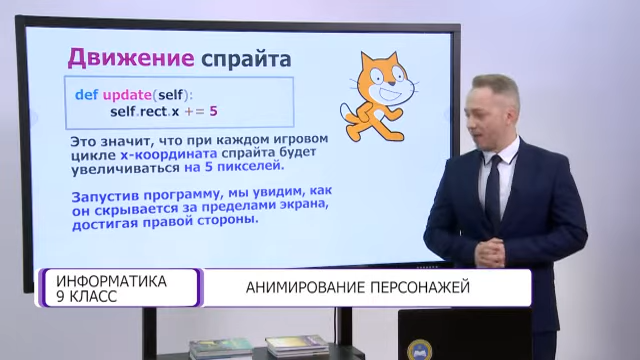 Движение спрайта
def update(self):
self.rect.x += 5
Это значит, что при каждом игровом
цикле x-координата спрайта будет
увеличиваться на 5 пикселей.
Запустив программу, мы увидим, как
он скрывается за пределами экрана,
достигая правой стороны.
ИНФОРМАТИКА
9 КЛАСС
АНИМИРОВАНИЕ ПЕРСОНАЖЕЙ